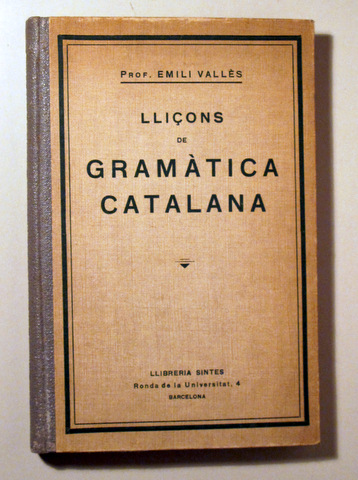 PROF. EMILI VALLÈS
LLIÇONS
DE
GRAMÀTICA
CATALANA
LLIBRERIA SINTES
Ronda de la Universitat, 4
BARCELONA